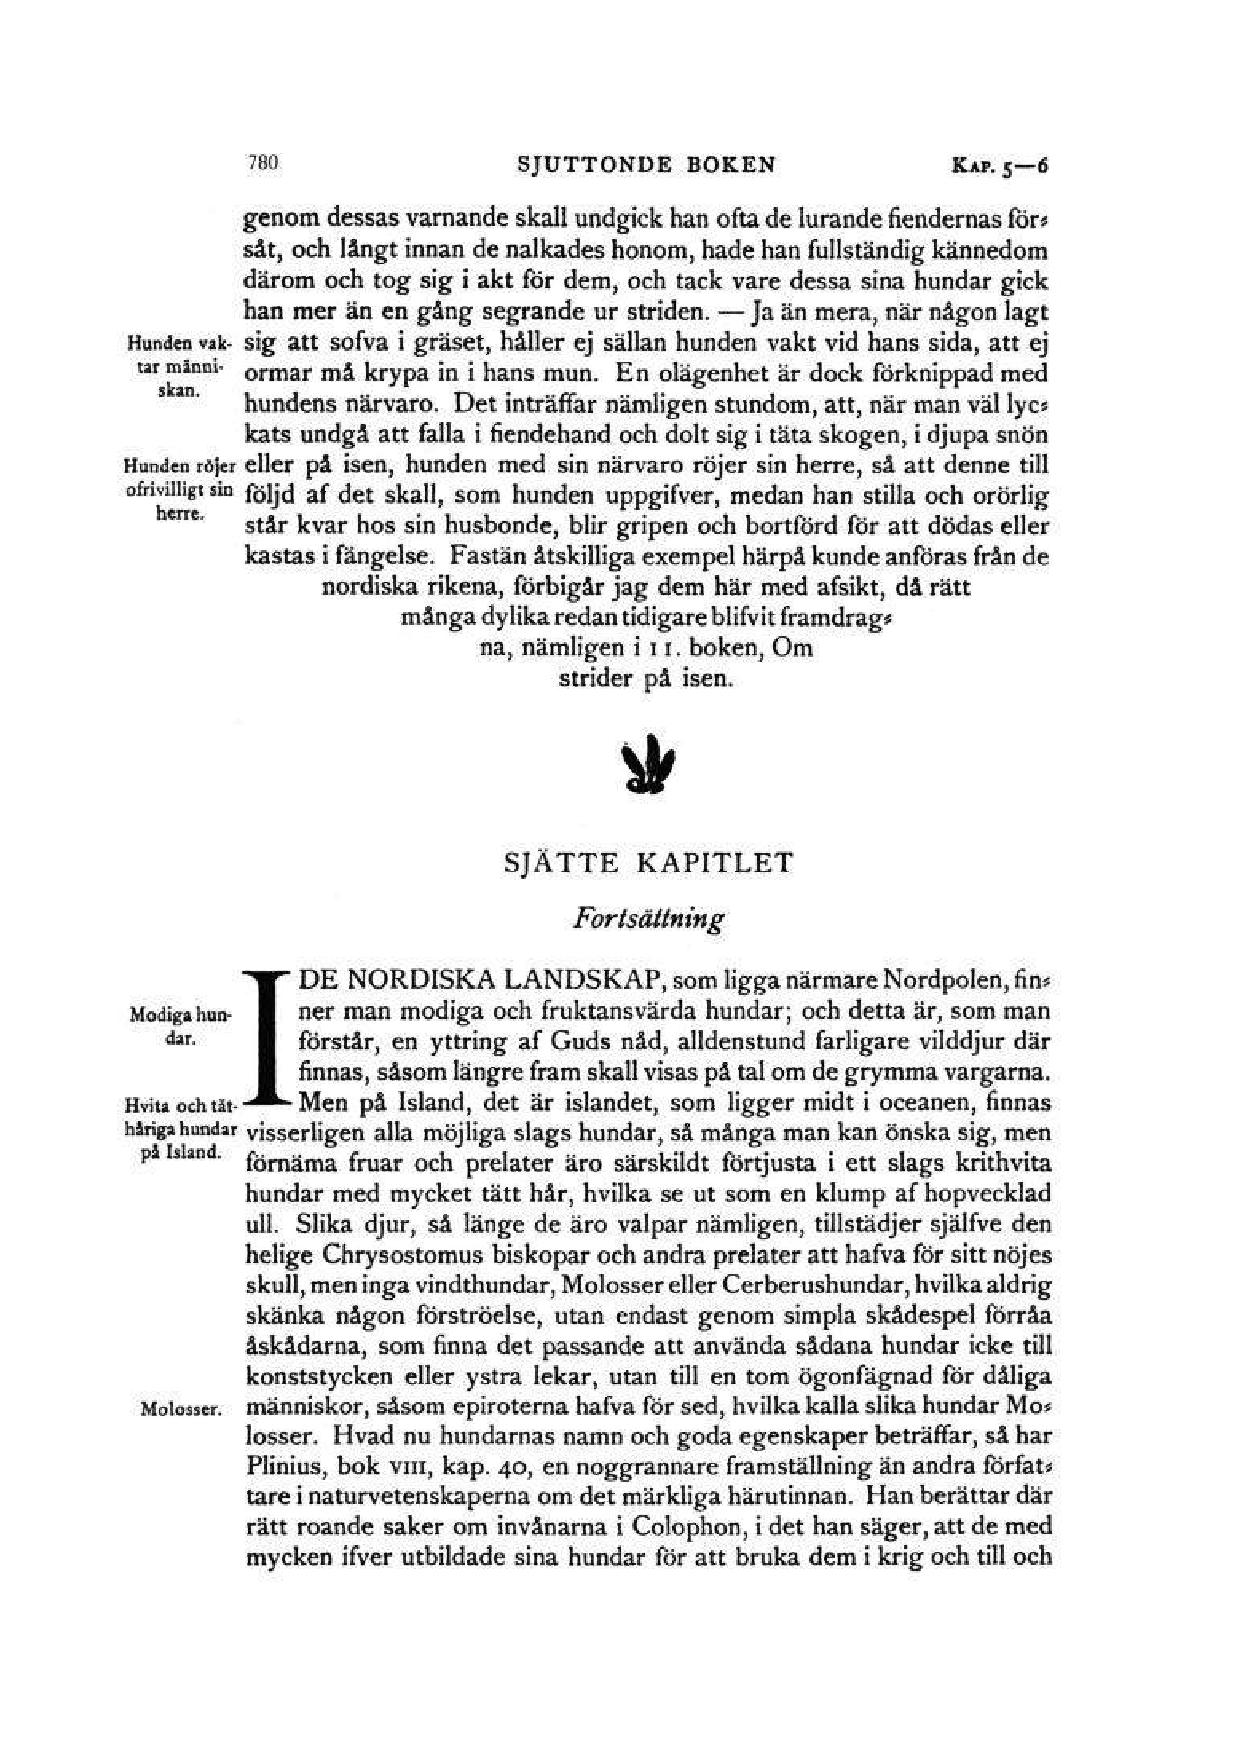 780 SJUTTONDE BOKEN KAP. 5—6
genom dessas varnande skall undgick han ofta de lurande fiendernas för-
såt, och långt innan de nalkades honom, hade han fullständig kännedom
därom och tog sig i akt för dem, och tack vare dessa sina hundar gick
han mer än en gång segrande ur striden. — Ja än mera, när någon lagt
Hunden vak- sig att sofva i gräset, håller ej sällan hunden vakt vid hans sida, att ej
tar männi- ormar må krypa in i hans mun. En olägenhet är dock förknippad med
skan. hundens närvaro. Det inträffar nämligen stundom, att, när man väl lyc-
kats undgå att falla i fiendehand och dolt sig i täta skogen, i djupa snön
Hunden röjer eller på isen, hunden med sin närvaro röjer sin herre, så att denne till
ofrivilligt sin följd af det skall, som hunden uppgifver, medan han stilla och orörlig
herre. står kvar hos sin husbonde, blir gripen och bortförd för att dödas eller
kastas i fängelse. Fastän åtskilliga exempel härpå kunde anföras från de
nordiska rikena, förbigår jag dem här med afsikt, då rätt
många dylika redan tidigare blifvit framdrag-
na, nämligen i 11. boken, Om
strider på isen.
SJÄTTE KAPITLET
Fortsättning
I DE NORDISKA LANDSKAP, som ligga närmare Nordpolen, fin-
Modiga hun- ner man modiga och fruktansvärda hundar; och detta är, som man
dar. förstår, en yttring af Guds nåd, alldenstund farligare vilddjur där
finnas, såsom längre fram skall visas på tal om de grymma vargarna.
Hvita och tät- Men på Island, det är islandet, som ligger midt i oceanen, finnas
håriga hundar visserligen alla möjliga slags hundar, så många man kan önska sig, men
på Island. förnäma fruar och prelater äro särskildt förtjusta i ett slags krithvita
hundar med mycket tätt hår, hvilka se ut som en klump af hopvecklad
ull. Slika djur, så länge de äro valpar nämligen, tillstädjer själfve den
helige Chrysostomus biskopar och andra prelater att hafva för sitt nöjes
skull, men inga vindthundar, Molosser eller Cerberushundar, hvilka aldrig
skänka någon förströelse, utan endast genom simpla skådespel förråa
åskådarna, som finna det passande att använda sådana hundar icke till
konststycken eller ystra lekar, utan till en tom ögonfägnad för dåliga
Molosser. människor, såsom epiroterna hafva för sed, hvilka kalla slika hundar Mo-
losser. Hvad nu hundarnas namn och goda egenskaper beträffar, så har
Plinius, bok VIII, kap. 40, en noggrannare framställning än andra förfat-
tare i naturvetenskaperna om det märkliga härutinnan. Han berättar där
rätt roande saker om invånarna i Colophon, i det han säger, att de med
mycken ifver utbildade sina hundar för att bruka dem i krig och till och